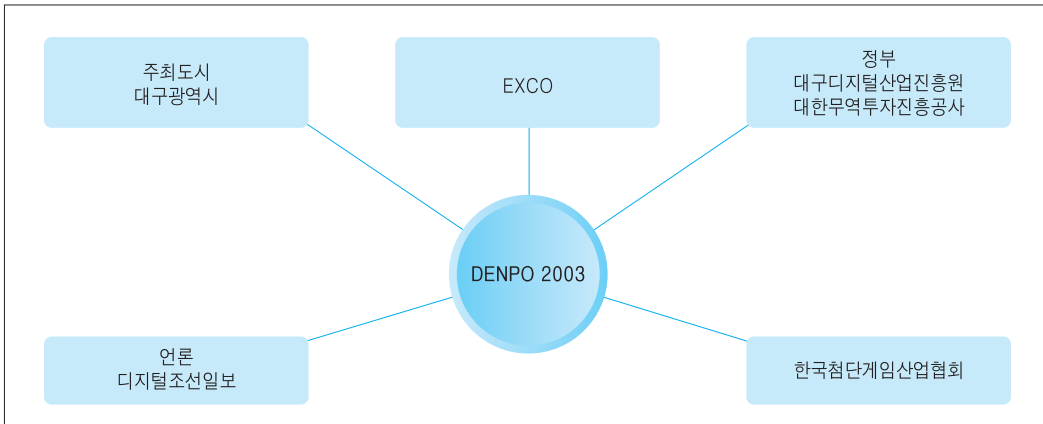 주최도시
대구광역시
EXCO
정부
대구디지털산업진흥원
대한무역투자진흥공사
DENPO 2003
언론
디지털조선일보
한국첨단게임산업협회